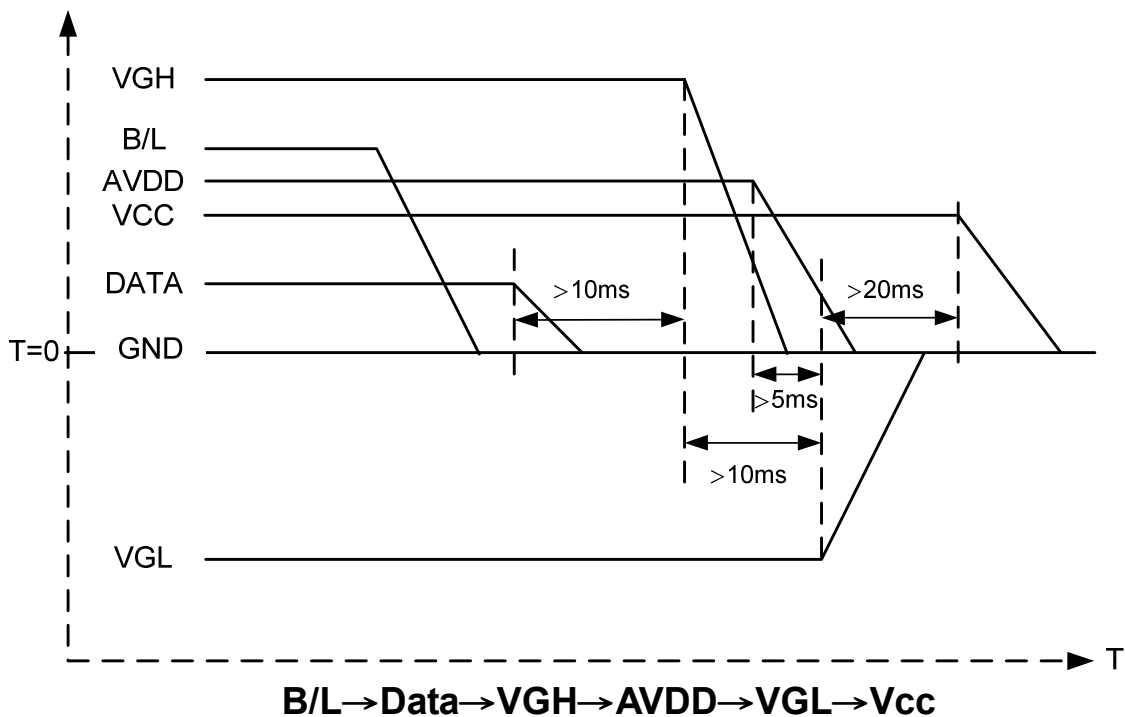 VGH
B/L
AVDD
VCC
DATA
>10ms
>20ms
T=0
GND
>5ms
>10ms
VGL
T
B/L→Data→VGH→AVDD→VGL→Vcc